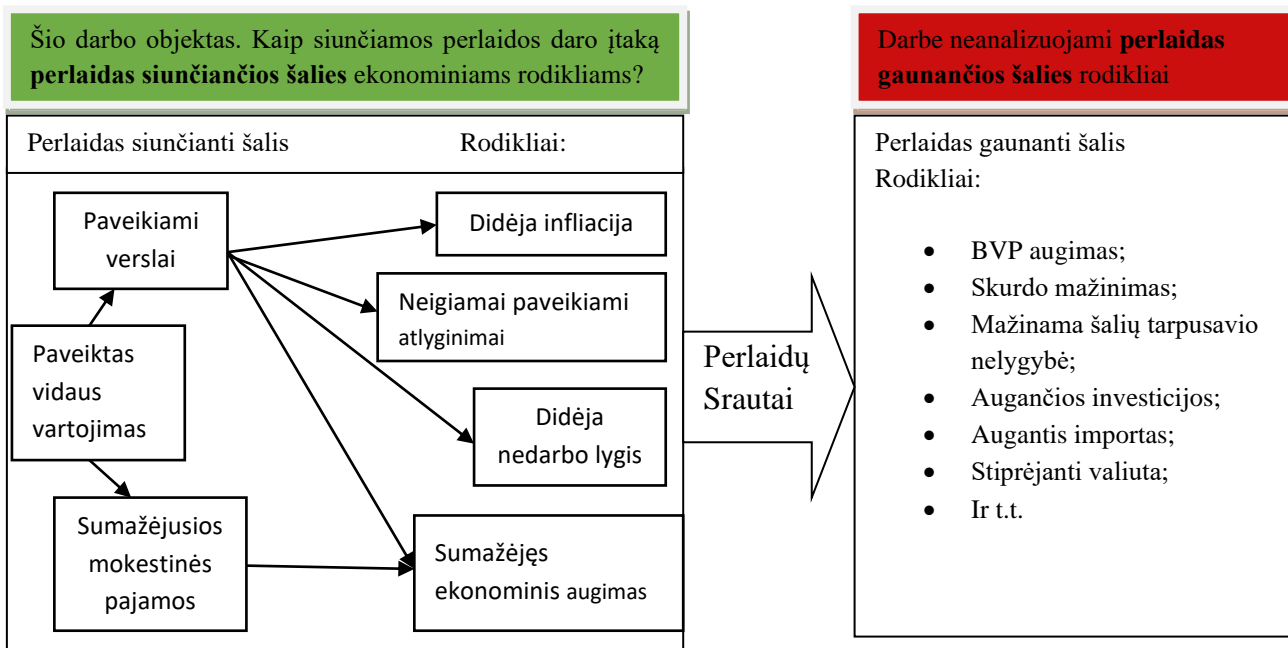 Šio darbo objektas. Kaip siunčiamos perlaidos daro įtaką
perlaidas siunčiančios šalies ekonominiams rodikliams?
Perlaidas siunčianti šalis Rodikliai:
Paveikiami
verslai
Didėja infliacija
Neigiamai paveikiami
atlyginimai
Paveiktas
vidaus
vartojimas
Didėja
nedarbo lygis
Sumažėjusios
mokestinės
pajamos
Sumažėjęs
ekonominis augimas
Perlaidų
Srautai
Darbe neanalizuojami perlaidas
gaunančios šalies rodikliai
Perlaidas gaunanti šalis
Rodikliai:
• BVP augimas;
• Skurdo mažinimas;
• Mažinama šalių tarpusavio
nelygybė;
• Augančios investicijos;
• Augantis importas;
• Stiprėjanti valiuta;
• Ir t.t.